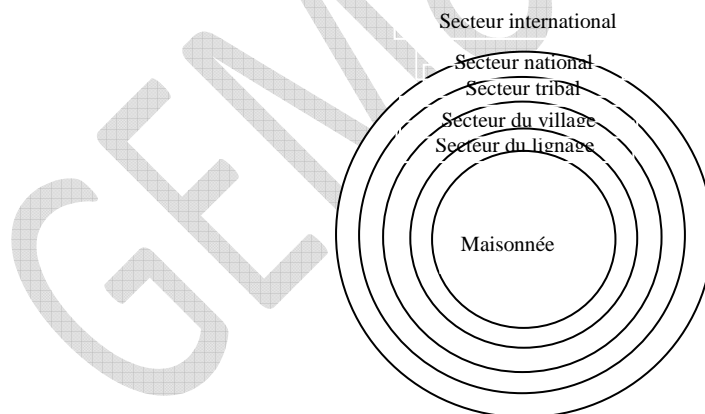 Secteur international
Secteur national
Secteur tribal
Secteur du village
Secteur du lignage
Maisonnée